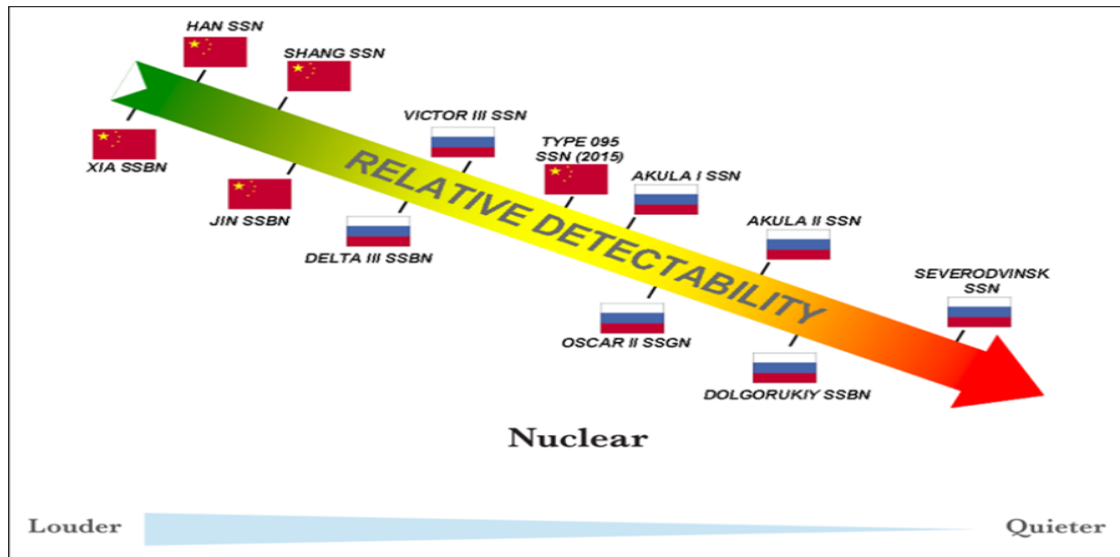 HAN SSN
SHANG SSN
XIA SSBN
VICTOR III SSN
JIN SSBN
TYPE 095
SSN (2015)
AKULA I SSN
DELTA III SSBN
RELATIVE DETECTABILITY
AKULA II SSN
OSCAR II SSGN
SEVERODVINSK
SSN
DOLGORUKIY SSBN
Nuclear
Louder
Quieter